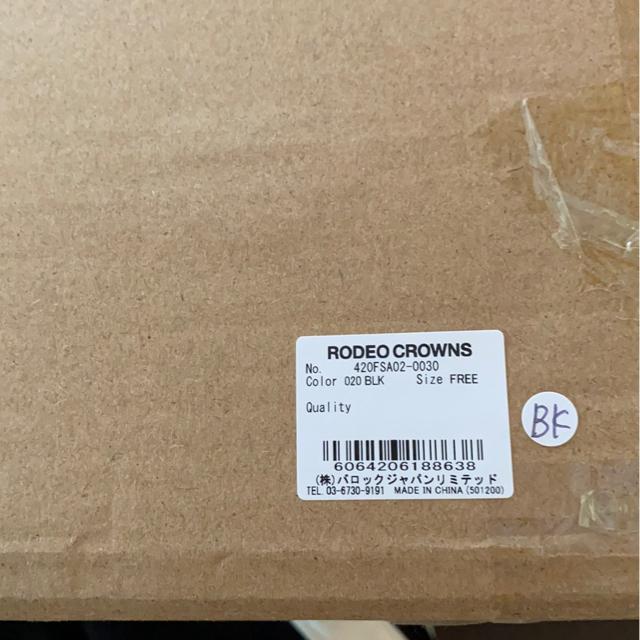 RODEO CROWNS
No. 420FSA02-0030
Color 020 BLK Size FREE
Quality
6064206188638
(株)バロックジャパンリミテッド
TEL. 03-6730-9191 MADE IN CHINA (501200)
BK